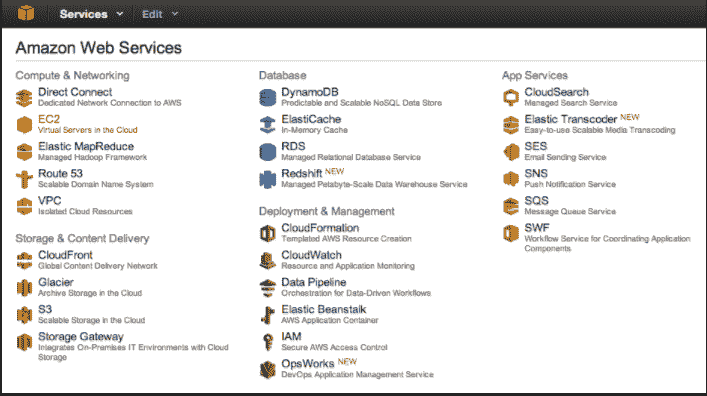 Services Edit
Amazon Web Services
Compute & Networking
Direct Connect
Dedicated Network Connection to AWS
EC2
Virtual Servers in the Cloud
Elastic MapReduce
Managed Hadoop Framework
Route 53
Scalable Domain Name System
VPC
Isolated Cloud Resources
Storage & Content Delivery
CloudFront
Global Content Delivery Network
Glacier
Archive Storage in the Cloud
S3
Scalable Storage in the Cloud
Storage Gateway
Integrates On-Premises IT Environments with Cloud
Storage
Database
DynamoDB
Predictable and Scalable NoSQL Data Store
ElastiCache
In-Memory Cache
RDS
Managed Relational Database Service
Redshift NEW
Managed Petabyte-Scale Data Warehouse Service
Deployment & Management
CloudFormation
Templated AWS Resource Creation
CloudWatch
Resource and Application Monitoring
Data Pipeline
Orchestration for Data-Driven Workflows
Elastic Beanstalk
AWS Application Container
IAM
Secure AWS Access Control
OpsWorks NEW
DevOps Application Management Service
App Services
CloudSearch
Managed Search Service
Elastic Transcoder NEW
Easy-to-use Scalable Media Transcoding
SES
Email Sending Service
SNS
Push Notification Service
SQS
Message Queue Service
SWF
Workflow Service for Coordinating Application
Components